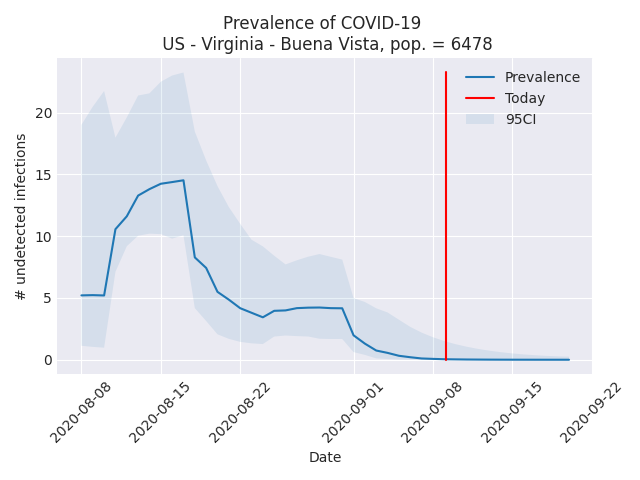 Prevalence of COVID-19
US - Virginia - Buena Vista, pop. = 6478
Prevalence
Today
95CI
# undetected infections
20
15
10
5
0
2020-08-08
2020-08-15
2020-08-22
2020-09-01
2020-09-08
2020-09-15
2020-09-22
Date